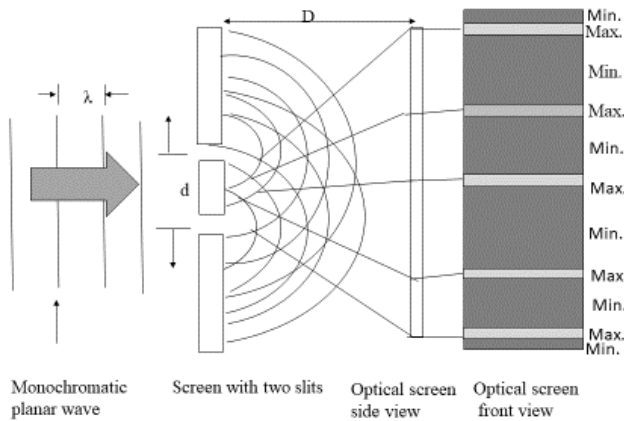 D
Min.
Max.
λ
Min.
Max.
Min.
d
Max.
Min.
Max
Min.
Max.
Min.
Monochromatic
planar wave
Screen with two slits
Optical screen
side view
Optical screen
front view